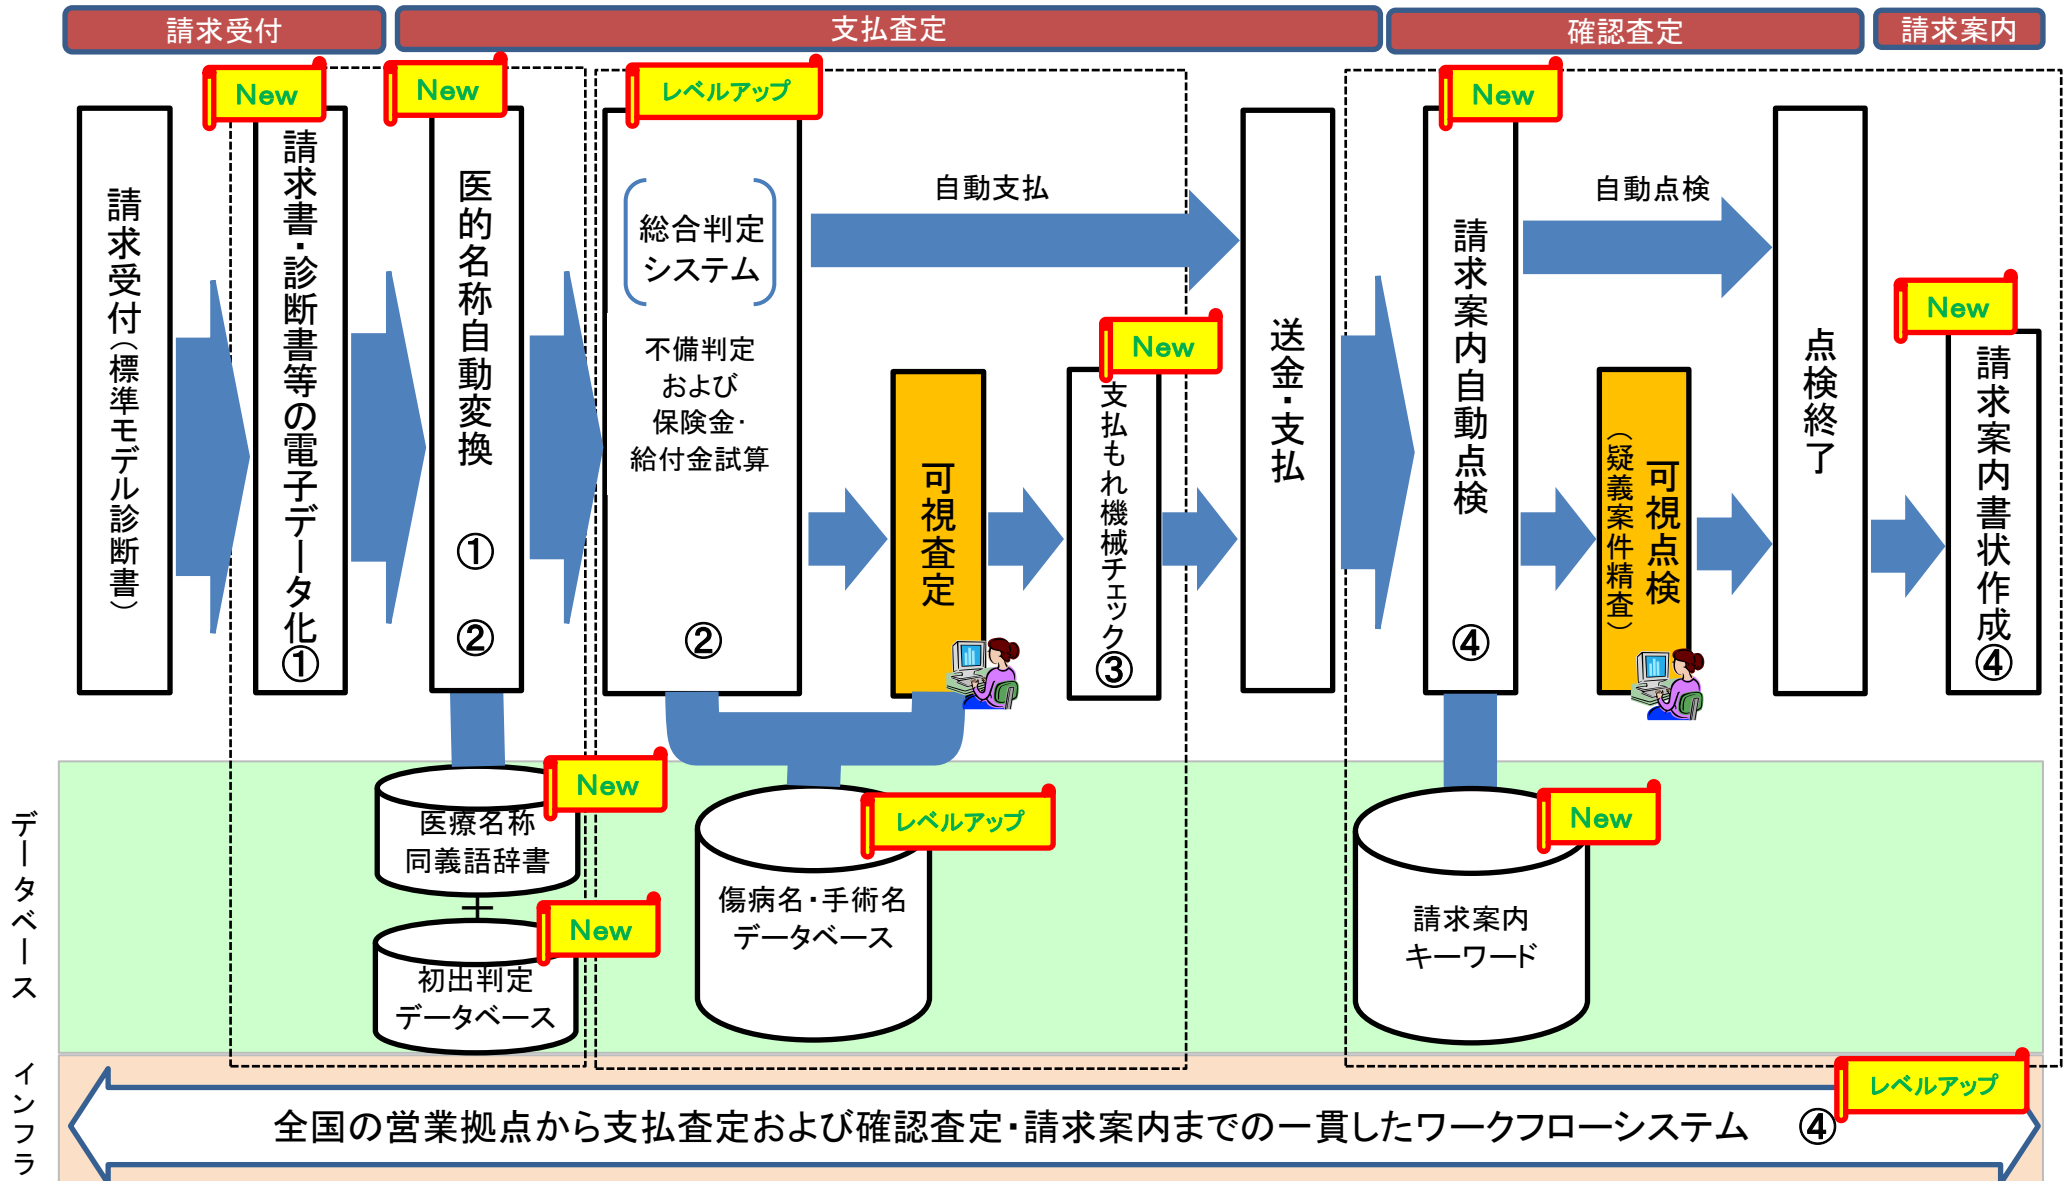 請求受付
支払査定
確認査定
請求案内
New
New
レベルアップ
New
請求受付（標準モデル診断書）
請求書・診断書等の電子データ化①
医的名称自動変換
①
②
総合判定
システム
不備判定
および
保険金・
給付金試算
②
自動支払
可視査定
New
支払もれ機械チェック
③
送金・支払
請求案内自動点検
④
自動点検
可視点検
（疑義案件精査）
点検終了
New
請求案内書状作成
④
データベース
New
医療名称
同義語辞書
＋
New
初出判定
データベース
レベルアップ
傷病名・手術名
データベース
New
請求案内
キーワード
インフラ
レベルアップ
全国の営業拠点から支払査定および確認査定・請求案内までの一貫したワークフローシステム ④